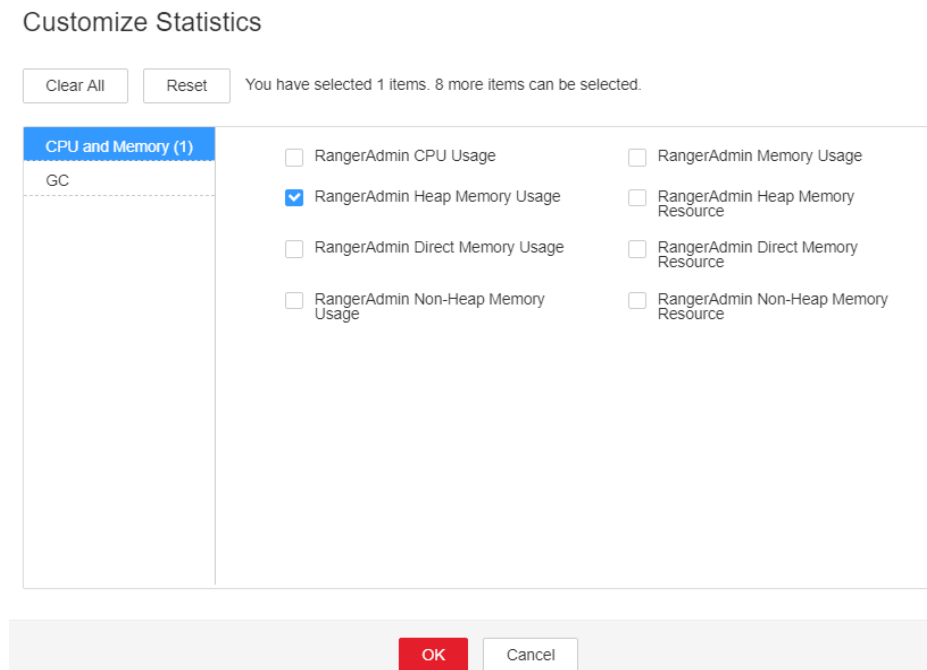 Customize Statistics
Clear All Reset You have selected 1 items. 8 more items can be selected.
CPU and Memory (1)
GC
RangerAdmin CPU Usage RangerAdmin Memory Usage
RangerAdmin Heap Memory Usage RangerAdmin Heap Memory
Resource
RangerAdmin Direct Memory Usage RangerAdmin Direct Memory
Resource
RangerAdmin Non-Heap Memory
Usage
RangerAdmin Non-Heap Memory
Resource
OK Cancel